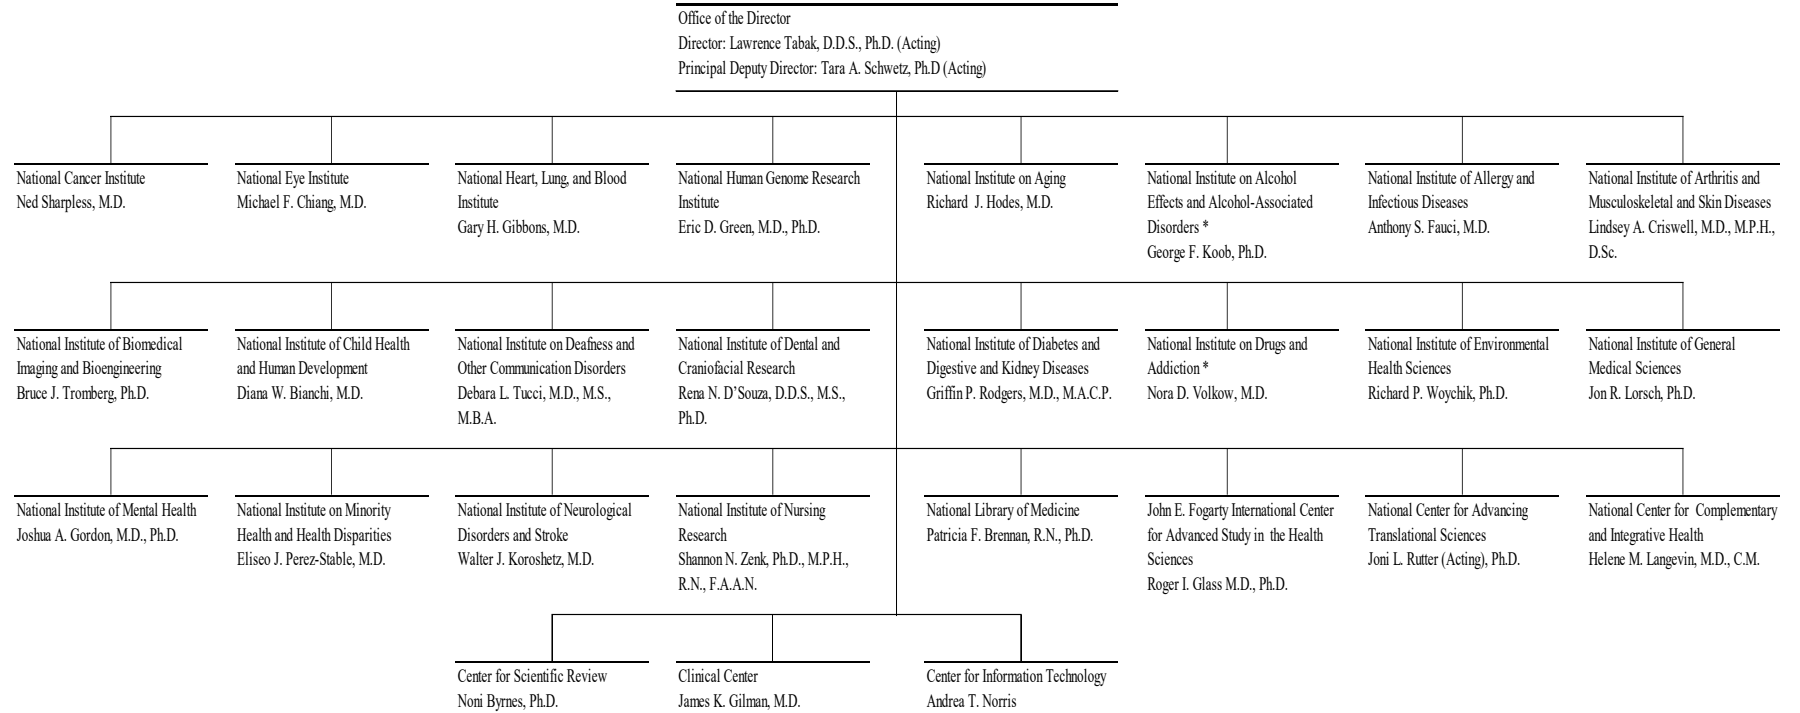 Office of the Director
Director: Lawrence Tabak, D.D.S., Ph.D. (Acting)
Principal Deputy Director: Tara A. Schwetz, Ph.D (Acting)
National Cancer Institute
Ned Sharpless, M.D.
National Eye Institute
Michael F. Chiang, M.D.
National Heart, Lung, and Blood
Institute
Gary H. Gibbons, M.D.
National Human Genome Research
Institute
Eric D. Green, M.D., Ph.D.
National Institute on Aging
Richard J. Hodes, M.D.
National Institute on Alcohol
Effects and Alcohol-Associated
Disorders *
George F. Koob, Ph.D.
National Institute of Allergy and
Infectious Diseases
Anthony S. Fauci, M.D.
National Institute of Arthritis and
Musculoskeletal and Skin Diseases
Lindsey A. Criswell, M.D., M.P.H.,
D.Sc.
National Institute of Biomedical
Imaging and Bioengineering
Bruce J. Tromberg, Ph.D.
National Institute of Child Health
and Human Development
Diana W. Bianchi, M.D.
National Institute on Deafness and
Other Communication Disorders
Debara L. Tucci, M.D., M.S.,
M.B.A.
National Institute of Dental and
Craniofacial Research
Rena N. D’Souza, D.D.S., M.S.,
Ph.D.
National Institute of Diabetes and
Digestive and Kidney Diseases
Griffin P. Rodgers, M.D., M.A.C.P.
National Institute on Drugs and
Addiction *
Nora D. Volkow, M.D.
National Institute of Environmental
Health Sciences
Richard P. Woychik, Ph.D.
National Institute of General
Medical Sciences
Jon R. Lorsch, Ph.D.
National Institute of Mental Health
Joshua A. Gordon, M.D., Ph.D.
National Institute on Minority
Health and Health Disparities
Eliseo J. Perez-Stable, M.D.
National Institute of Neurological
Disorders and Stroke
Walter J. Koroshetz, M.D.
National Institute of Nursing
Research
Shannon N. Zenk, Ph.D., M.P.H.,
R.N., F.A.A.N.
National Library of Medicine
Patricia F. Brennan, R.N., Ph.D.
John E. Fogarty International Center
for Advanced Study in the Health
Sciences
Roger I. Glass M.D., Ph.D.
National Center for Advancing
Translational Sciences
Joni L. Rutter (Acting), Ph.D.
National Center for Complementary
and Integrative Health
Helene M. Langevin, M.D., C.M.
Center for Scientific Review
Noni Byrnes, Ph.D.
Clinical Center
James K. Gilman, M.D.
Center for Information Technology
Andrea T. Norris